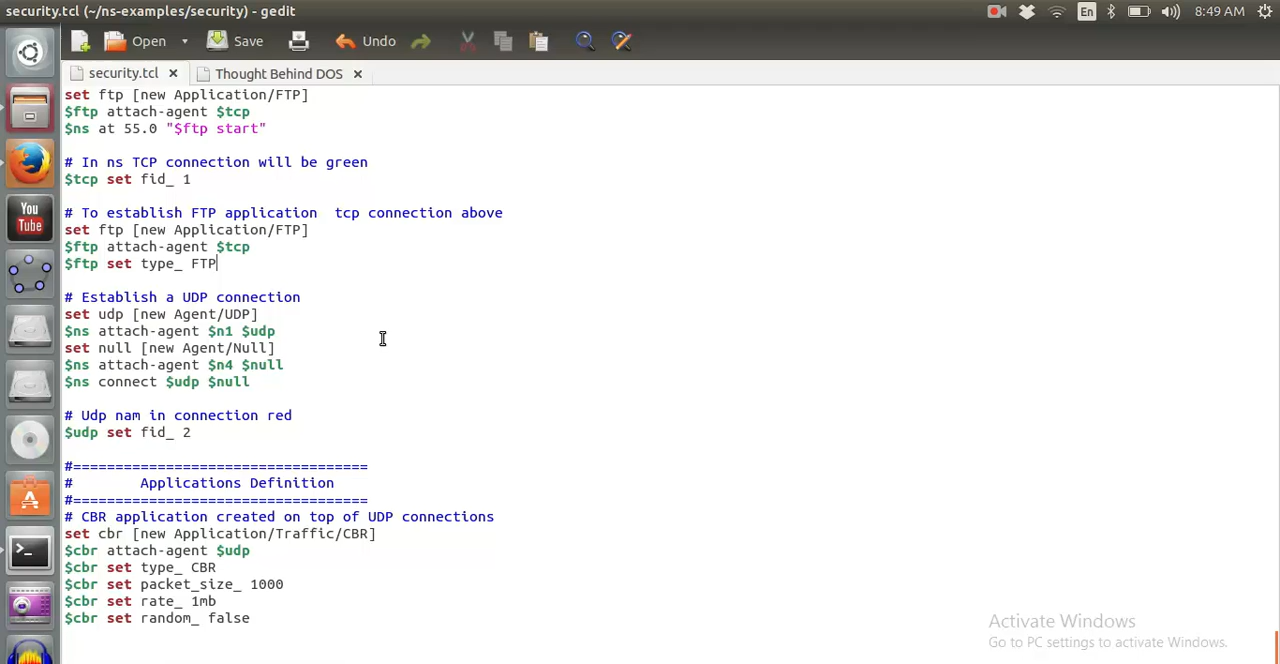 security.tcl (~/ns-examples/security) - gedit
En
8:49 AM
Open
Save
Undo
security.tcl
Thought Behind DOS
You
Tube
set ftp [new Application/FTP]
$ftp attach-agent $tcp
$ns at 55.0 "$ftp start"
# In ns TCP connection will be green
$tcp set fid_ 1
# To establish FTP application  tcp connection above
set ftp [new Application/FTP]
$ftp attach-agent $tcp
$ftp set type_ FTP
# Establish a UDP connection
set udp [new Agent/UDP]
$ns attach-agent $n1 $udp
set null [new Agent/Null]
$ns attach-agent $n4 $null
$ns connect $udp $null
# Udp nam in connection red
$udp set fid_ 2
#===================================
#        Applications Definition
#===================================
# CBR application created on top of UDP connections
set cbr [new Application/Traffic/CBR]
$cbr attach-agent $udp
$cbr set type_ CBR
$cbr set packet_size_ 1000
$cbr set rate_ 1mb
$cbr set random_ false
Activate Windows
Go to PC settings to activate Windows.